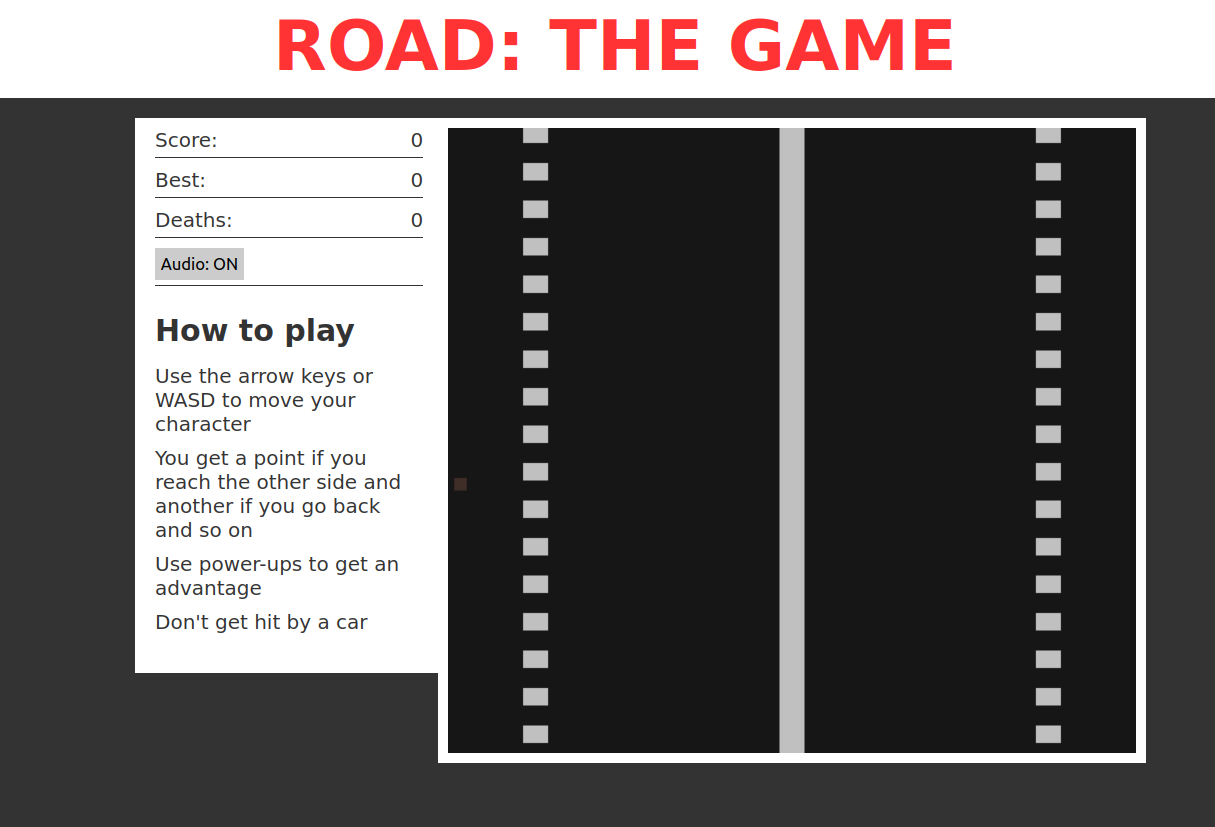 ROAD: THE GAME
Score: 0
Best: 0
Deaths: 0
Audio: ON
How to play
Use the arrow keys or
WASD to move your
character
You get a point if you
reach the other side and
another if you go back
and so on
Use power-ups to get an
advantage
Don't get hit by a car